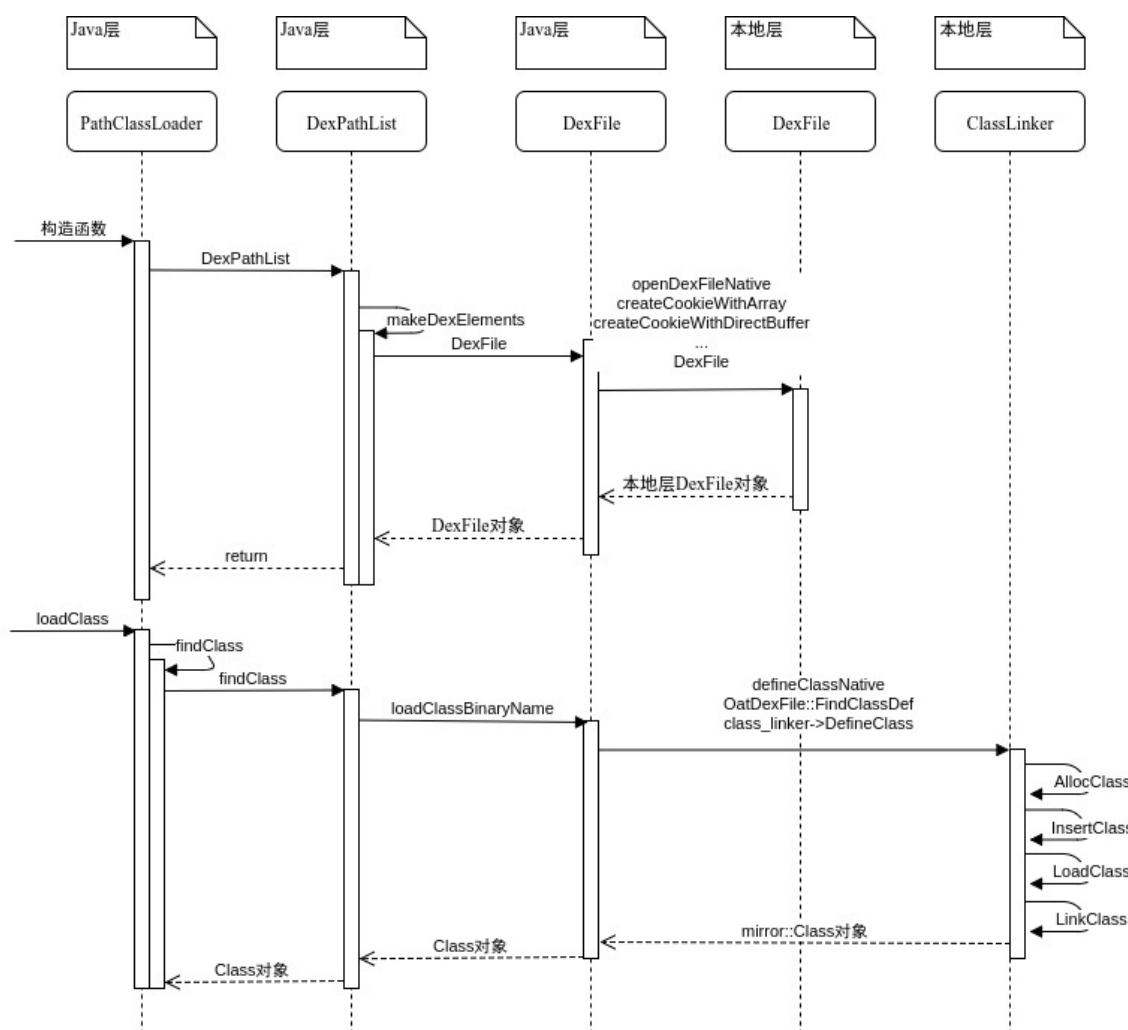 Java层
Java层
Java层
本地层
本地层
PathClassLoader
DexPathList
DexFile
DexFile
ClassLinker
构造函数
DexPathList
openDexFileNative
createCookieWithArray
createCookieWithDirectBuffer
...
DexFile
makeDexElements
DexFile
本地层DexFile对象
DexFile对象
return
loadClass
findClass
findClass
loadClassBinaryName
defineClassNative
OatDexFile::FindClassDef
class_linker->DefineClass
AllocClass
InsertClass
LoadClass
LinkClass
mirror::Class对象
Class对象
Class对象